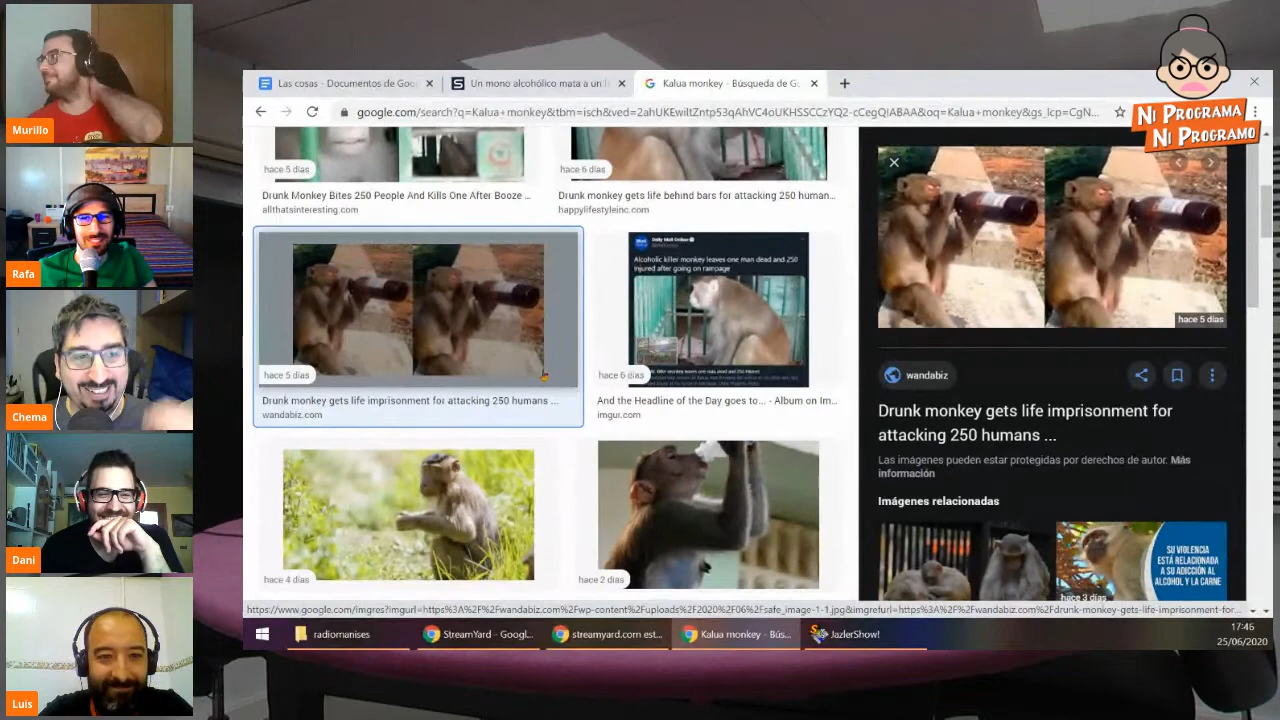 Murillo
Rafa
Chema
Dani
Luis
NI PROGRAMA
NI PROGRAMO
Las cosas - Documentos de Goo
Un mono alcohólico mata a un
Kalua monkey - Búsqueda de G
google.com/search?q=Kalua+monkey&tbm=isch&ved=2ahUKEwiltZntp53qAhVC4oUKHSSCCzYQ2-cCegQIABAA&oq=Kalua+monkey&gs_lcp=CgN...
hace 5 días
hace 6 días
Drunk Monkey Bites 250 People And Kills One After Booze ...
allthatsinteresting.com
Drunk monkey gets life behind bars for attacking 250 human...
happylifestyleinc.com
hace 5 días
Drunk monkey gets life imprisonment for attacking 250 humans ...
wandabiz.com
Daily Mail Online
Alcoholic killer monkey leaves one man dead and 250
injured after going on rampage
hace 6 días
And the Headline of the Day goes to... - Album on Im...
imgur.com
hace 4 días
hace 2 días
hace 5 días
wandabiz
Drunk monkey gets life imprisonment for
attacking 250 humans ...
Las imágenes pueden estar protegidas por derechos de autor. Más
información
Imágenes relacionadas
SU VIOLENCIA
ESTÁ RELACIONADA
A SU ADICCIÓN AL
ALCOHOL Y LA CARNE
hace 3 días
https://www.google.com/imgres?imgurl=https%3A%2F%2Fwandabiz.com%2Fwp-content%2Fuploads%2F2020%2F06%2Fsafe_image-1-1.jpg&imgrefurl=https%3A%2F%2Fwandabiz.com%2Fdrunk-monkey-gets-life-imprisonment-for...
radiomanises
StreamYard - Googl...
streamyard.com est...
Kalua monkey - Bús...
JazlerShow!
17:46
25/06/2020